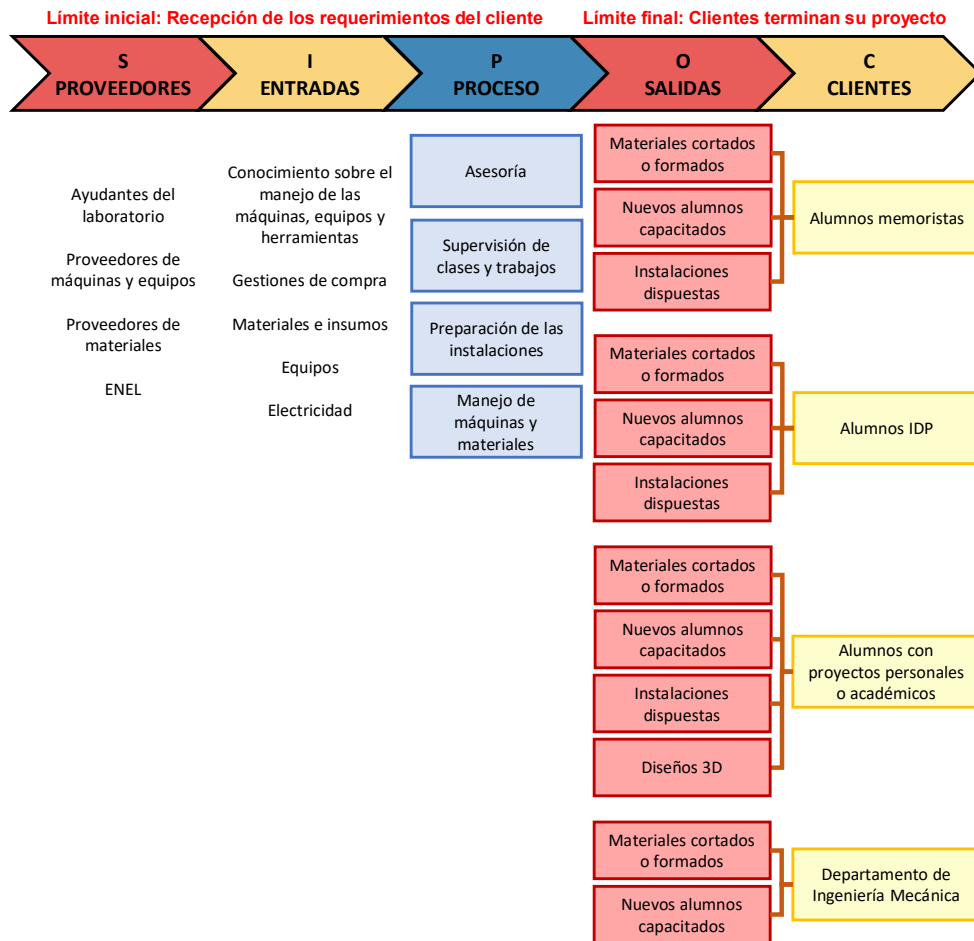 Límite inicial: Recepción de los requerimientos del cliente
Límite final: Clientes terminan su proyecto
S
PROVEEDORES
I
ENTRADAS
P
PROCESO
O
SALIDAS
C
CLIENTES
Ayudantes del
laboratorio
Proveedores de
máquinas y equipos
Proveedores de
materiales
ENEL
Conocimiento sobre el
manejo de las
máquinas, equipos y
herramientas
Gestiones de compra
Materiales e insumos
Equipos
Electricidad
Asesoría
Supervisión de
clases y trabajos
Preparación de las
instalaciones
Manejo de
máquinas y
materiales
Materiales cortados
o formados
Nuevos alumnos
capacitados
Instalaciones
dispuestas
Alumnos memoristas
Materiales cortados
o formados
Nuevos alumnos
capacitados
Instalaciones
dispuestas
Alumnos IDP
Materiales cortados
o formados
Nuevos alumnos
capacitados
Instalaciones
dispuestas
Diseños 3D
Alumnos con
proyectos personales
o académicos
Materiales cortados
o formados
Nuevos alumnos
capacitados
Departamento de
Ingeniería Mecánica